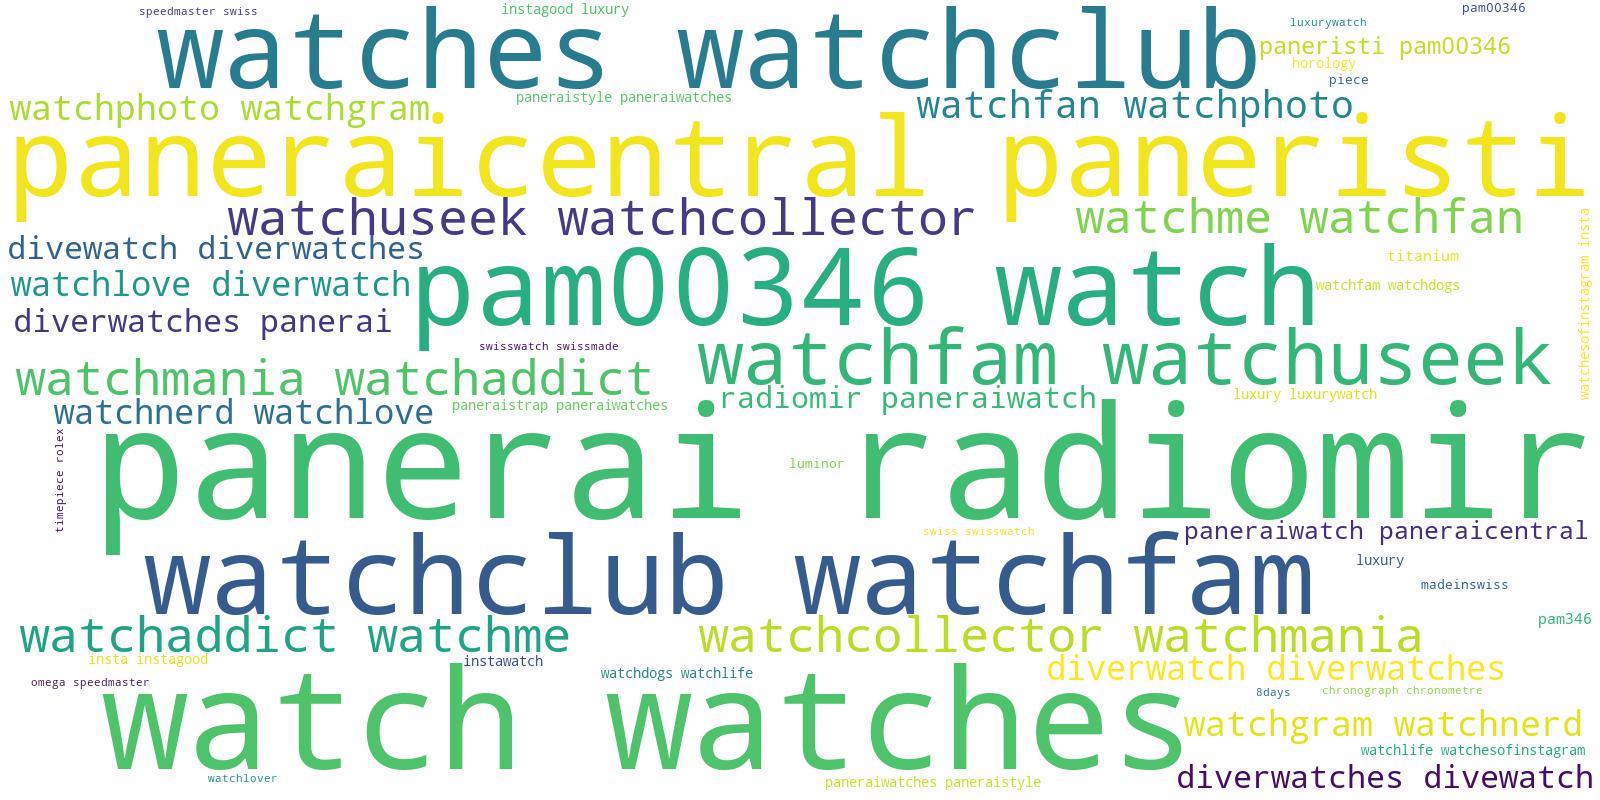 speedmaster swiss
instagood luxury
pam00346
watches watchclub
luxurywatch
paneristi pam00346
horology
piece
watchphoto watchgram
paneraistyle paneraiwatches
watchfan watchphoto
paneraicentral paneristi
watchuseek watchcollector
watchme watchfan
divewatch diverwatches
pam00346 watch
titanium
watchesofinstagram insta
watchlove diverwatch
watchfam watchdogs
diverwatches panerai
swisswatch swissmade
watchfam watchuseek
watchmania watchaddict
radiomir paneraiwatch
luxury luxurywatch
watchnerd watchlove
paneraistrap paneraiwatches
panerai radiomir
timepiece rolex
luminor
swiss swisswatch
paneraiwatch paneraicentral
watchclub watchfam
luxury
madeinswiss
pam346
watchaddict watchme
watchcollector watchmania
insta instagood
instawatch
diverwatch diverwatches
watchdogs watchlife
omega speedmaster
8days
chronograph chronometre
watch watches
watchgram watchnerd
watchlife watchesofinstagram
watchlover
paneraiwatches paneraistyle
diverwatches divewatch